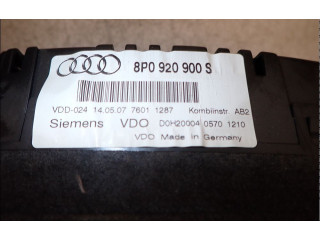 8P0 920 900 S
VDD-024 14.05.07 7601 1287 Kombiinstr AB2
Siemens VDO D0H20004 0570 1210
VDO Made in Germany